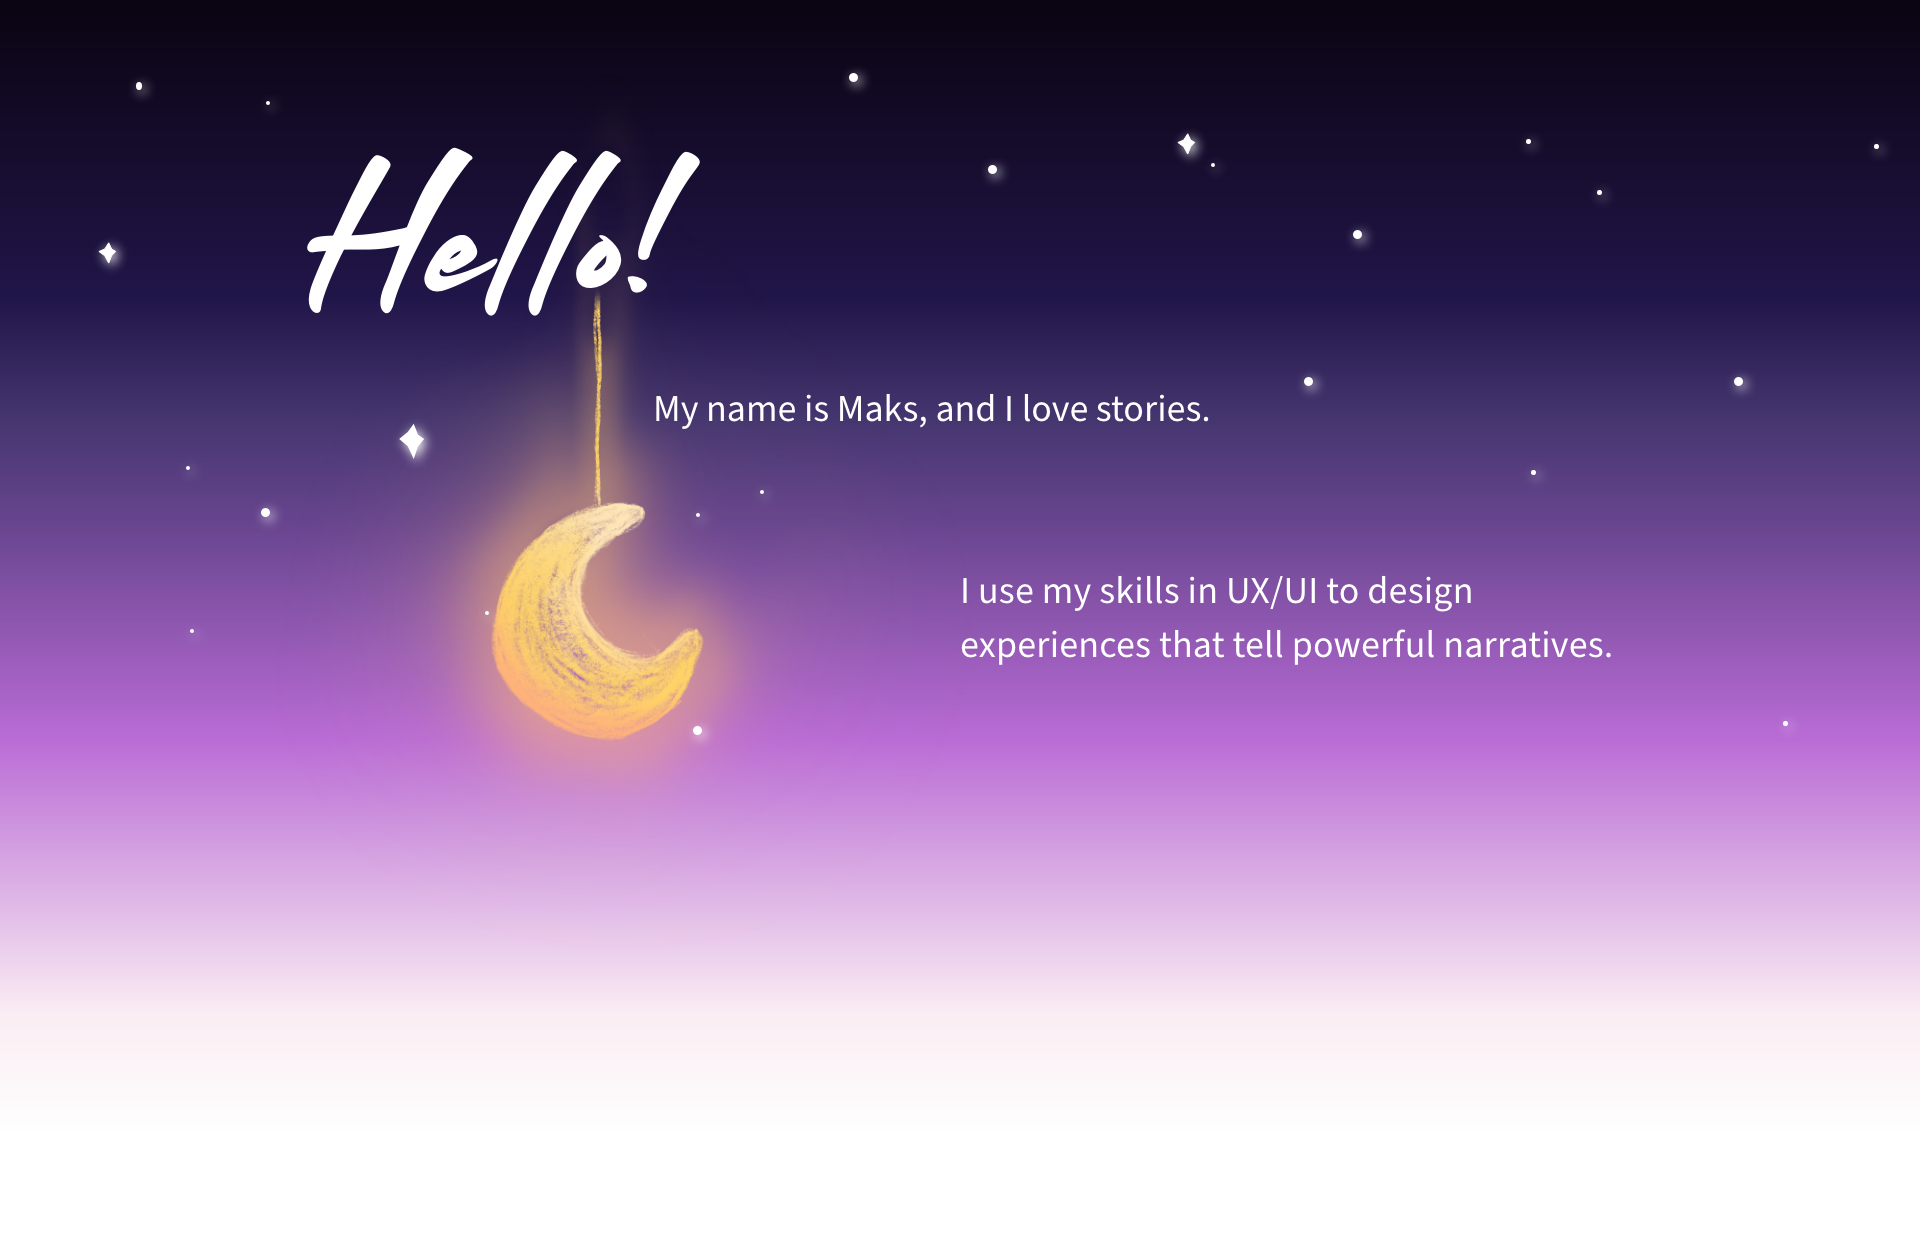 Hello!
My name is Maks, and I love stories.
I use my skills in UX/UI to design
experiences that tell powerful narratives.